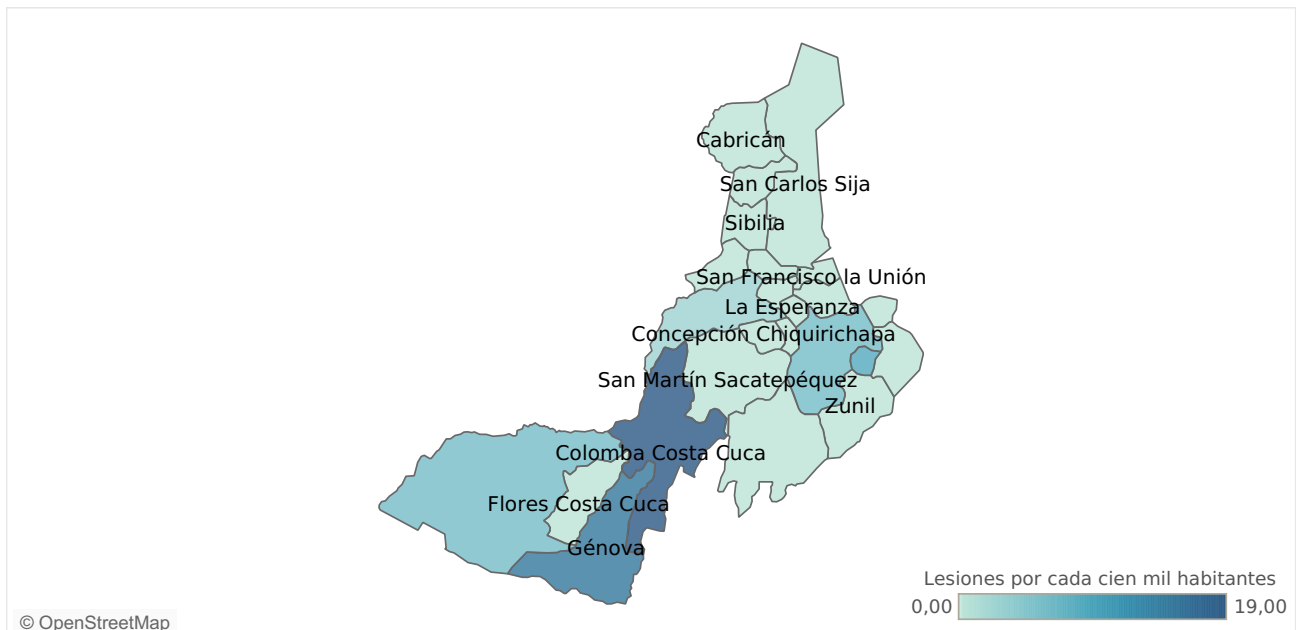 Cabricán
San Carlos Sija
Sibilia
San Francisco la Unión
La Esperanza
Concepción Chiquirichapa
San Martín Sacatepéquez
Zunil
Colomba Costa Cuca
Flores Costa Cuca
Génova
Lesiones por cada cien mil habitantes
0,00 19,00
© OpenStreetMap